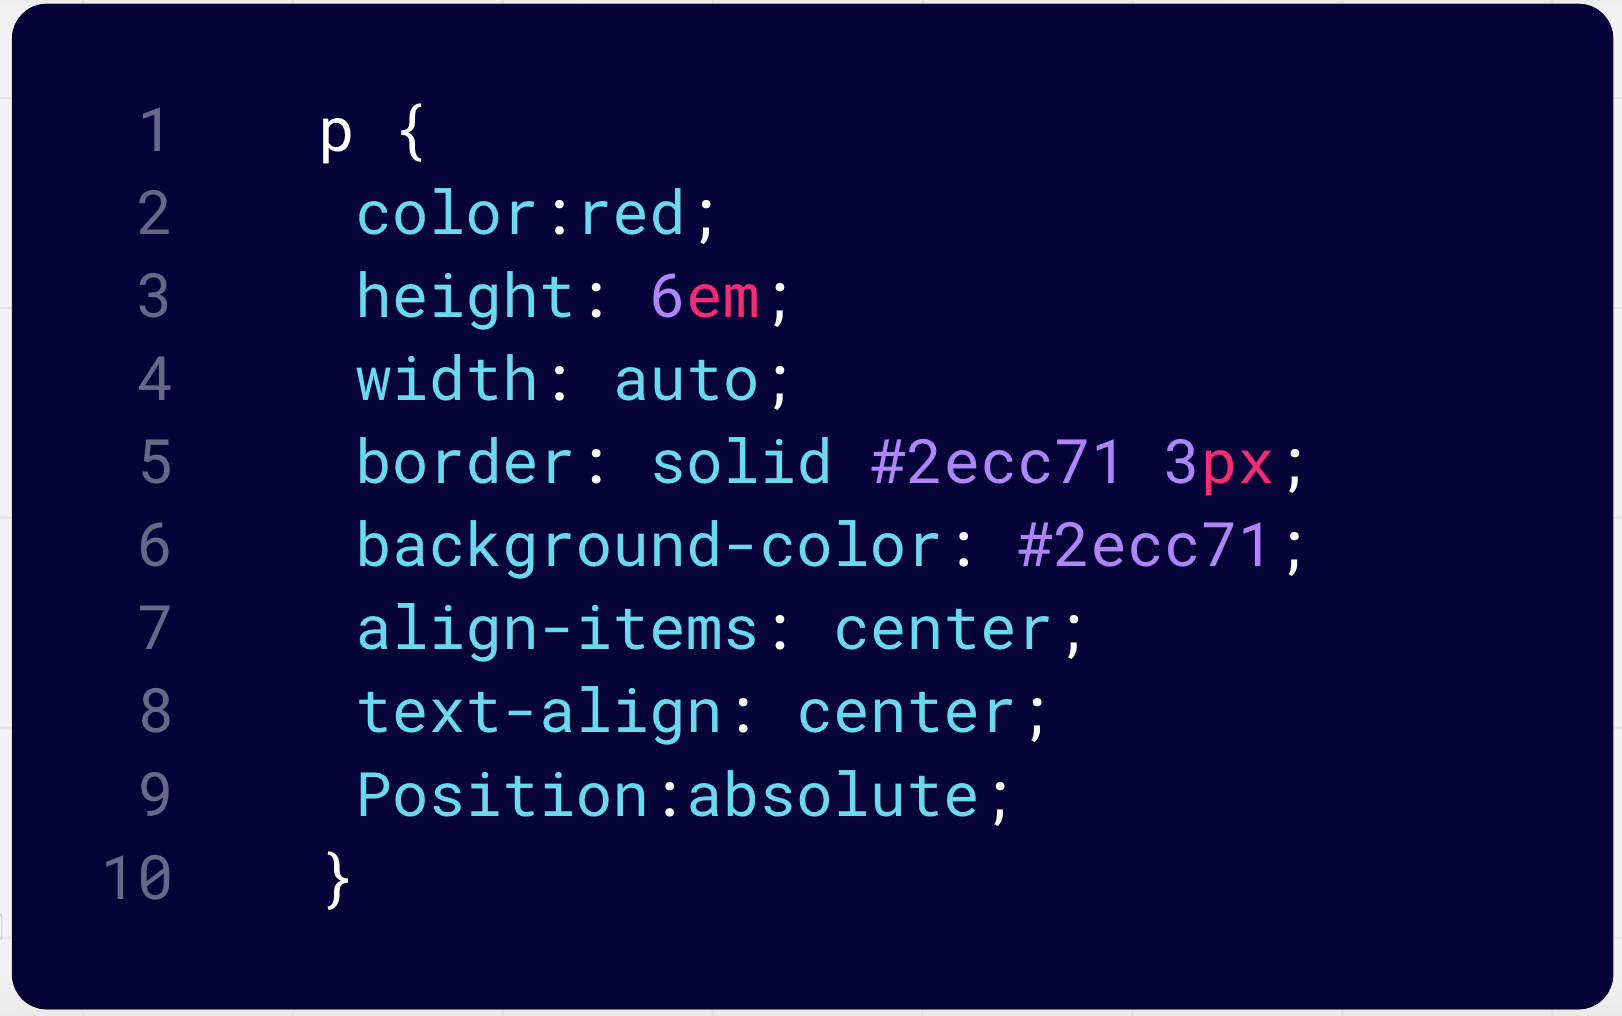 1 p {
2 color:red;
3 height: 6em;
4 width: auto;
5 border: solid #2ecc71 3px;
6 background-color: #2ecc71;
7 align-items: center;
8 text-align: center;
9 Position:absolute;
10 }